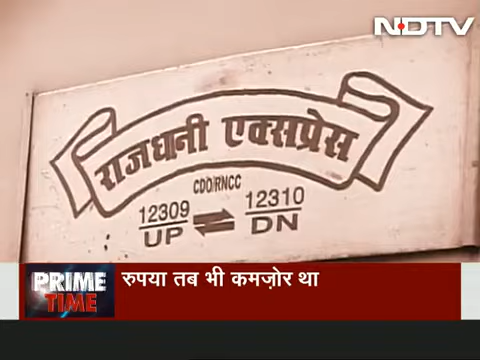 NDTV
राजधानी एक्सप्रेस
CDO/RNCC
12309 ⇌ 12310
UP DN
PRIME रुपया तब भी कमज़ोर था
TIME